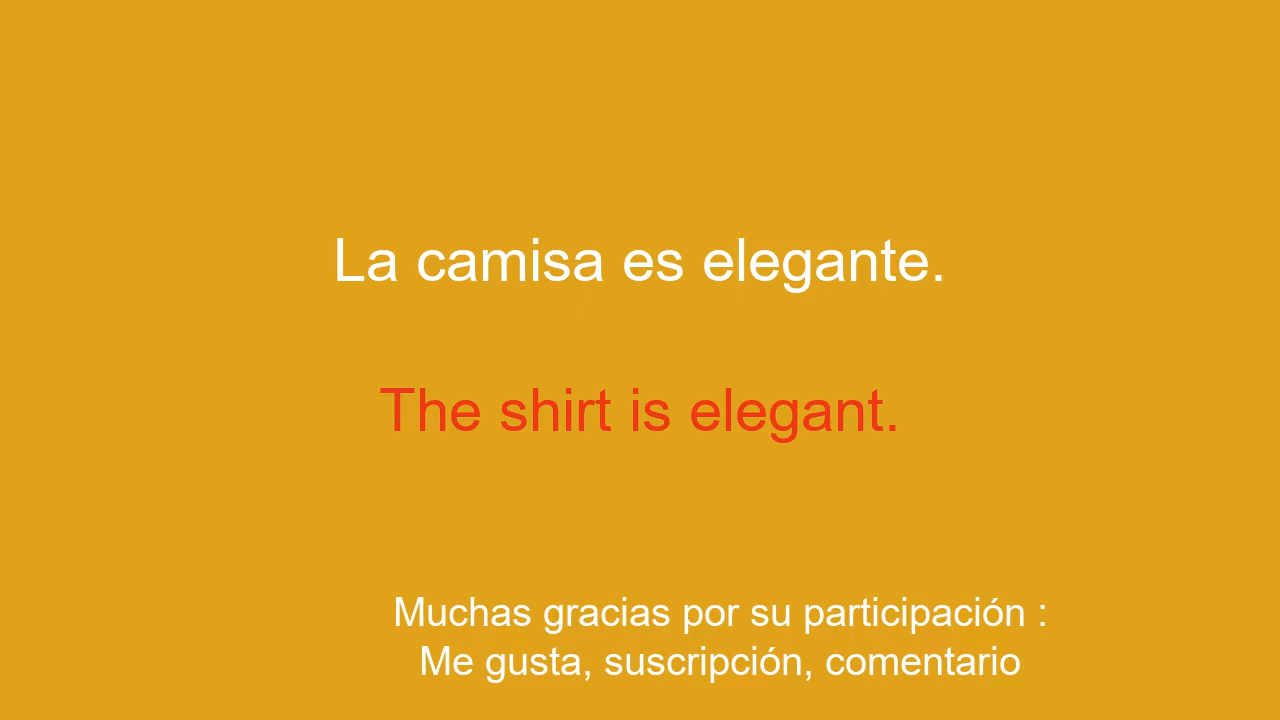 La camisa es elegante.
The shirt is elegant.
Muchas gracias por su participación :
Me gusta, suscripción, comentario